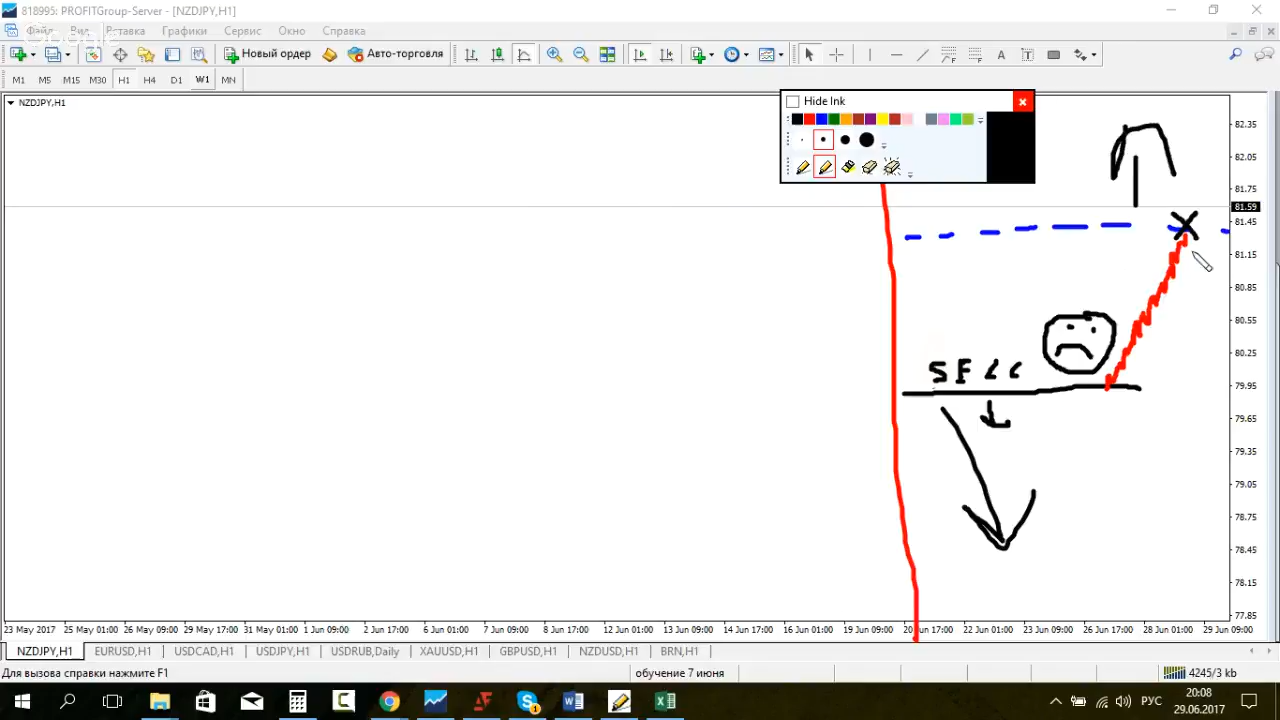 818995: PROFITGroup-Server - [NZDJPY,H1]
Файл Вид Вставка Графики Сервис Окно Справка
Новый ордер Авто-торговля
M1 M5 M15 M30 H1 H4 D1 W1 MN
NZDJPY,H1
Hide Ink
82.35
82.05
81.75
81.59
81.45
81.15
80.85
80.55
80.25
SELL
79.95
79.65
79.35
79.05
78.75
78.45
78.15
77.85
23 May 2017 25 May 01:00 26 May 09:00 29 May 17:00 31 May 01:00 1 Jun 09:00 2 Jun 17:00 6 Jun 01:00 7 Jun 09:00 8 Jun 17:00 12 Jun 01:00 13 Jun 09:00 14 Jun 17:00 16 Jun 01:00 19 Jun 09:00 20 Jun 17:00 22 Jun 01:00 23 Jun 09:00 26 Jun 17:00 28 Jun 01:00 29 Jun 09:00
NZDJPY,H1 EURUSD,H1 USDCAD,H1 USDJPY,H1 USDRUB,Daily XAUUSD,H1 GBPUSD,H1 NZDUSD,H1 BRN,H1
Для вызова справки нажмите F1 обучение 7 июня 4245/3 kb
РУС 20:08
29.06.2017